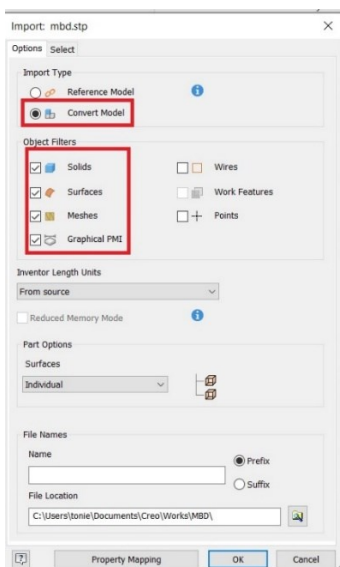 Import: mbd.stp
Options Select
Import Type
Reference Model
Convert Model
Object Filters
Solids Wires
Surfaces Work Features
Meshes Points
Graphical PMI
Inventor Length Units
From source
Reduced Memory Mode
Part Options
Surfaces
Individual
File Names
Name
Prefix
Suffix
File Location
C:\Users\tonie\Documents\Creo\Works\MBD\
Property Mapping OK Cancel